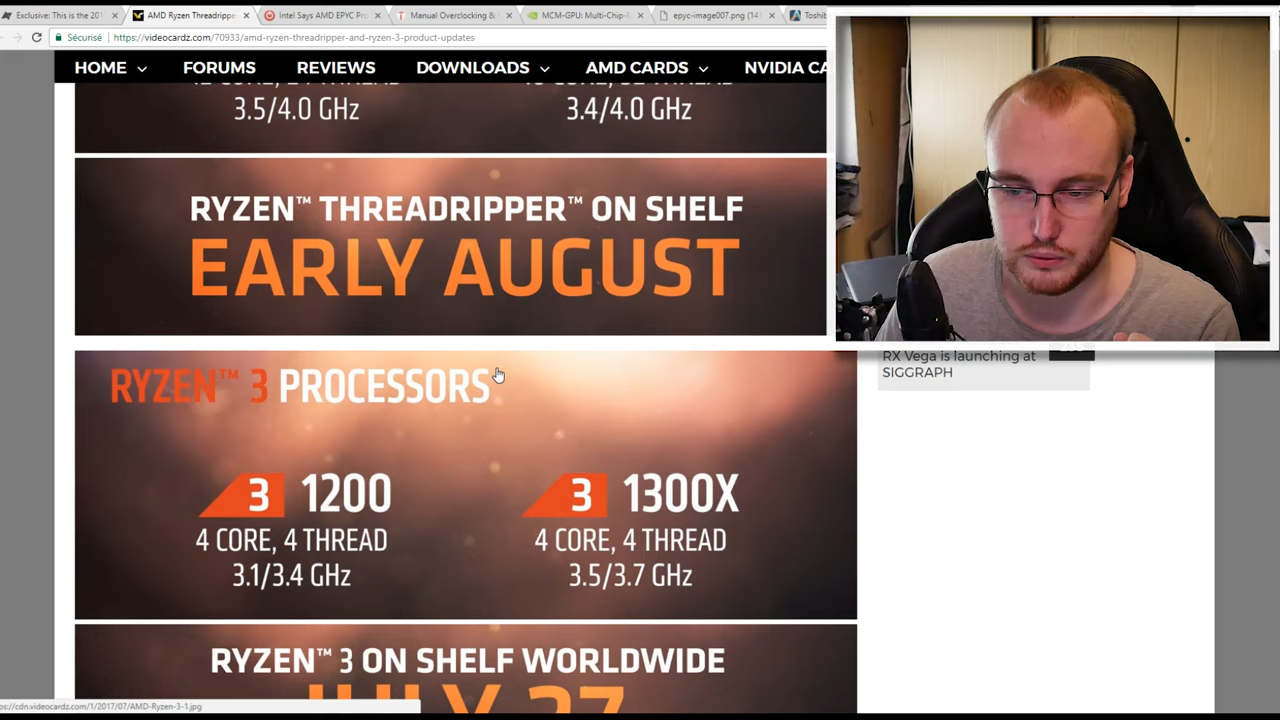 Exclusive: This is the 201
AMD Ryzen Threadrippe
Intel Says AMD EPYC Pro
Manual Overclocking &
MCM-GPU: Multi-Chip-M
epyc-image007.png (14
Toshib
Sécurisé
https://videocardz.com/70933/amd-ryzen-threadripper-and-ryzen-3-product-updates
HOME FORUMS REVIEWS DOWNLOADS AMD CARDS NVIDIA CA
3.5/4.0 GHz
3.4/4.0 GHz
RYZEN™ THREADRIPPER™ ON SHELF
EARLY AUGUST
RX Vega is launching at
SIGGRAPH
RYZEN™ 3 PROCESSORS
3 1200
4 CORE, 4 THREAD
3.1/3.4 GHz
3 1300X
4 CORE, 4 THREAD
3.5/3.7 GHz
RYZEN™ 3 ON SHELF WORLDWIDE
JULY 27
ps://cdn.videocardz.com/1/2017/07/AMD-Ryzen-3-1.jpg